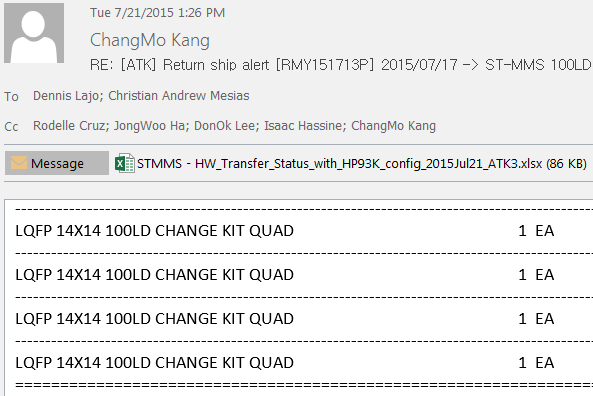 Tue 7/21/2015 1:26 PM
ChangMo Kang
RE: [ATK] Return ship alert [RMY151713P] 2015/07/17 -> ST-MMS 100LD
To Dennis Lajo; Christian Andrew Mesias
Cc Rodelle Cruz; JongWoo Ha; DonOk Lee; Isaac Hassine; ChangMo Kang
Message STMMS - HW_Transfer_Status_with_HP93K_config_2015Jul21_ATK3.xlsx (86 KB)
LQFP 14X14 100LD CHANGE KIT QUAD 1 EA
LQFP 14X14 100LD CHANGE KIT QUAD 1 EA
LQFP 14X14 100LD CHANGE KIT QUAD 1 EA
LQFP 14X14 100LD CHANGE KIT QUAD 1 EA